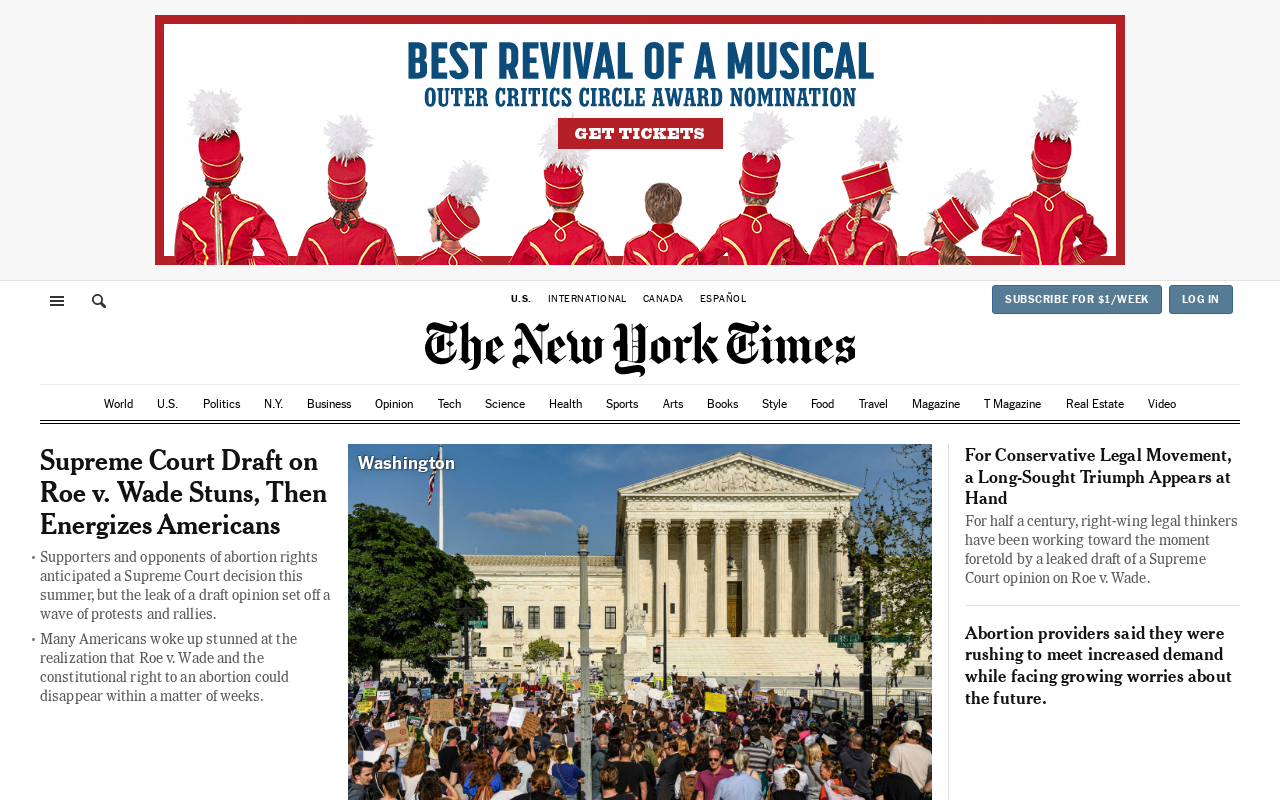 BEST REVIVAL OF A MUSICAL
OUTER CRITICS CIRCLE AWARD NOMINATION
GET TICKETS
U.S. INTERNATIONAL CANADA ESPAÑOL
SUBSCRIBE FOR $1/WEEK LOG IN
The New York Times
World U.S. Politics N.Y. Business Opinion Tech Science Health Sports Arts Books Style Food Travel Magazine T Magazine Real Estate Video
Supreme Court Draft on
Roe v. Wade Stuns, Then
Energizes Americans
• Supporters and opponents of abortion rights
anticipated a Supreme Court decision this
summer, but the leak of a draft opinion set off a
wave of protests and rallies.
• Many Americans woke up stunned at the
realization that Roe v. Wade and the
constitutional right to an abortion could
disappear within a matter of weeks.
Washington
For Conservative Legal Movement,
a Long-Sought Triumph Appears at
Hand
For half a century, right-wing legal thinkers
have been working toward the moment
foretold by a leaked draft of a Supreme
Court opinion on Roe v. Wade.
Abortion providers said they were
rushing to meet increased demand
while facing growing worries about
the future.